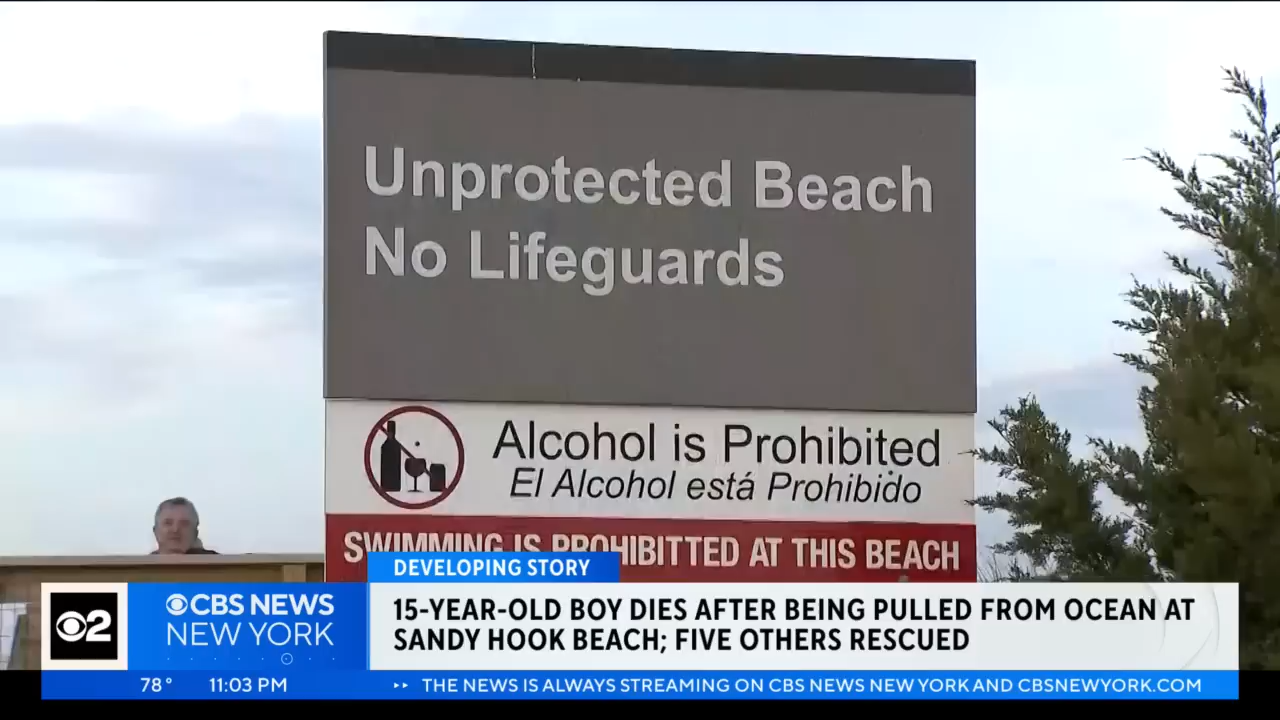 Unprotected Beach
No Lifeguards
Alcohol is Prohibited
El Alcohol está Prohibido
SWIMMING IS PROHIBITTED AT THIS BEACH
DEVELOPING STORY
2
CBS NEWS
NEW YORK
15-YEAR-OLD BOY DIES AFTER BEING PULLED FROM OCEAN AT
SANDY HOOK BEACH; FIVE OTHERS RESCUED
78° 11:03 PM THE NEWS IS ALWAYS STREAMING ON CBS NEWS NEW YORK AND CBSNEWYORK.COM